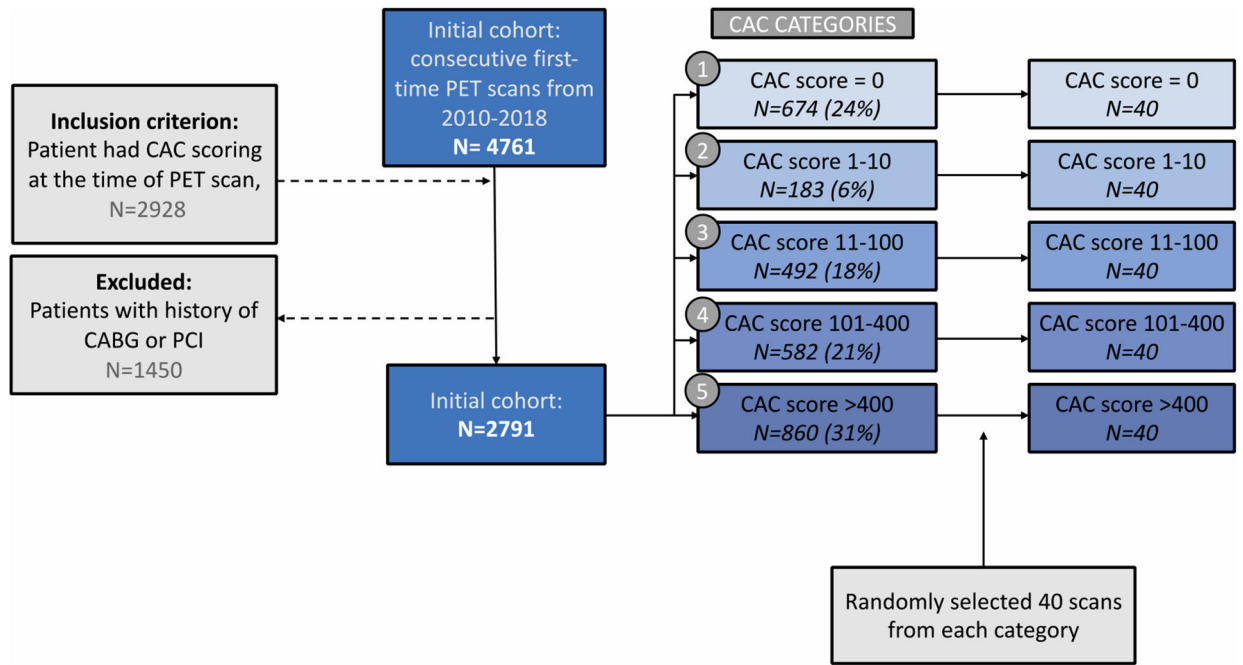 CAC CATEGORIES
Initial cohort:
consecutive first-
time PET scans from
2010-2018
N= 4761
Inclusion criterion:
Patient had CAC scoring
at the time of PET scan,
N=2928
Excluded:
Patients with history of
CABG or PCI
N=1450
Initial cohort:
N=2791
1
CAC score = 0
N=674 (24%)
CAC score = 0
N=40
2
CAC score 1-10
N=183 (6%)
CAC score 1-10
N=40
3
CAC score 11-100
N=492 (18%)
CAC score 11-100
N=40
4
CAC score 101-400
N=582 (21%)
CAC score 101-400
N=40
5
CAC score >400
N=860 (31%)
CAC score >400
N=40
Randomly selected 40 scans
from each category